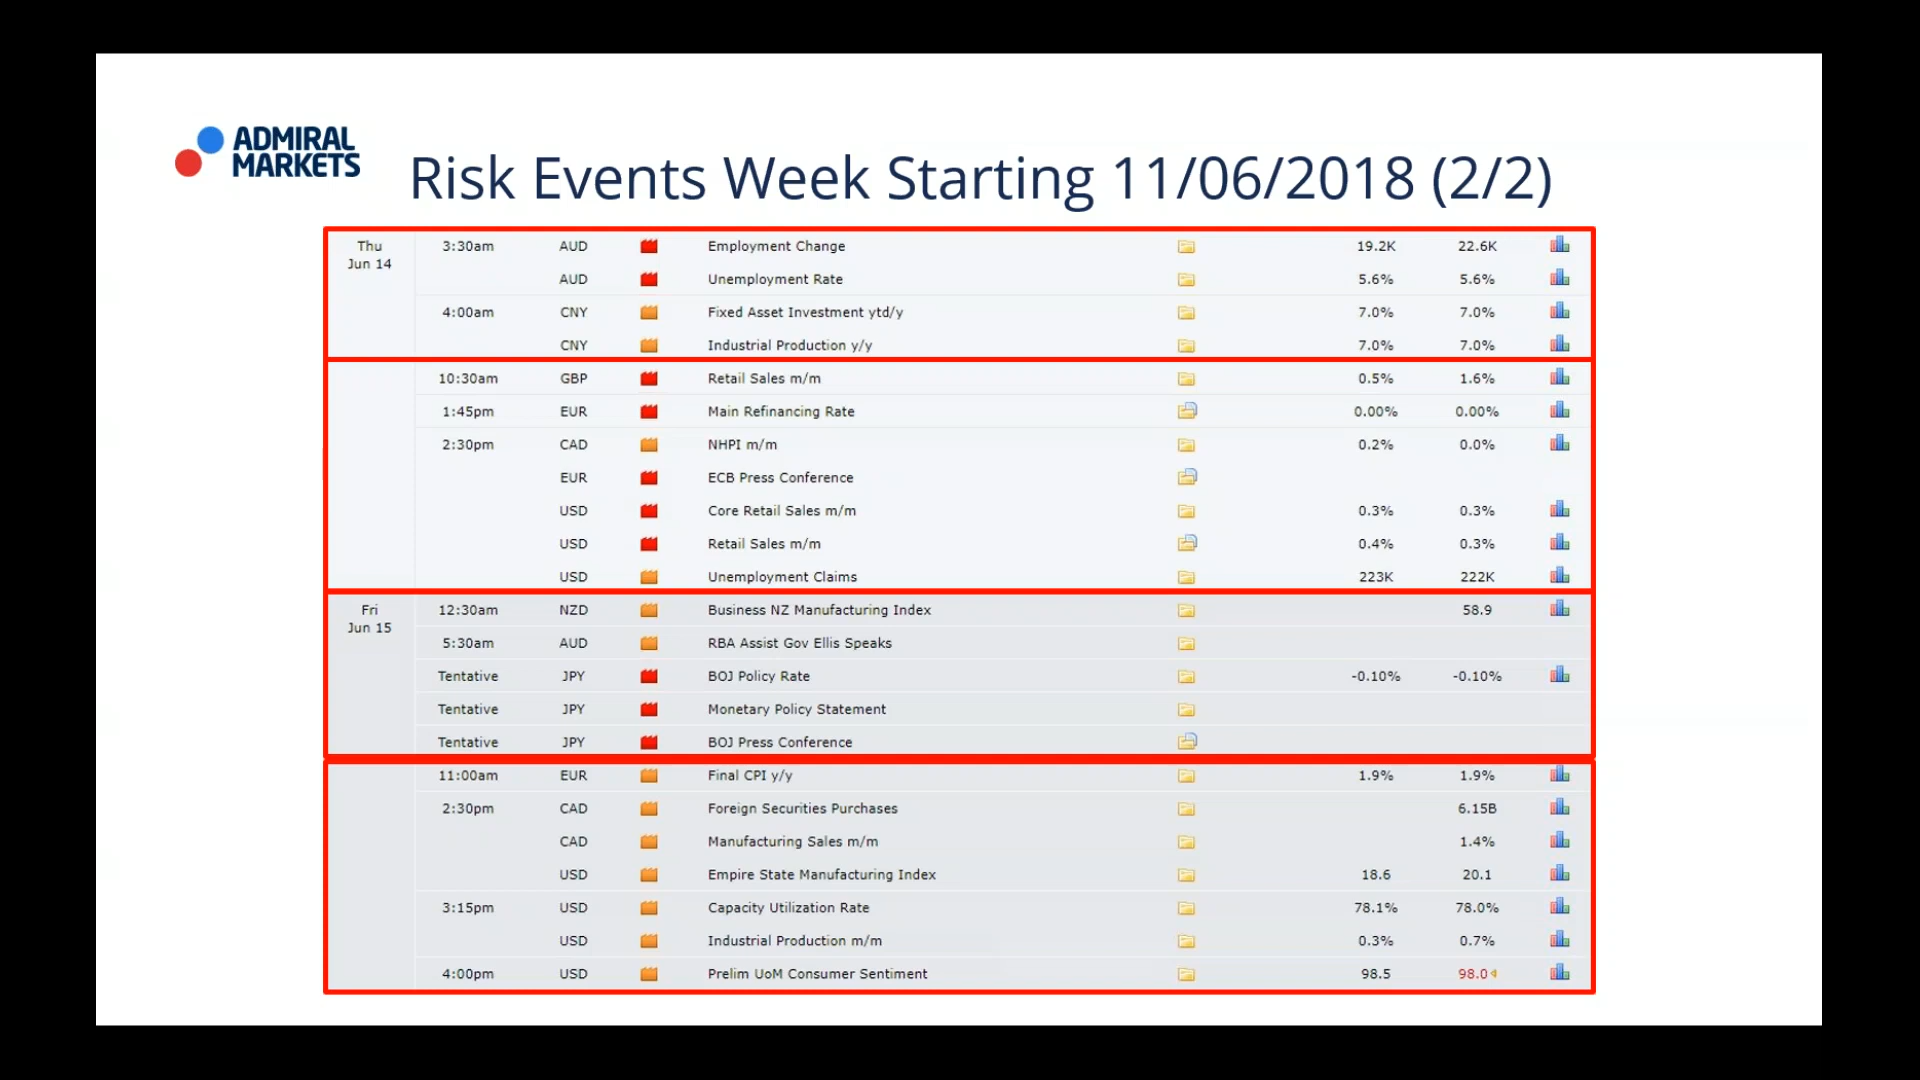 ADMIRAL
MARKETS
Risk Events Week Starting 11/06/2018 (2/2)
Thu
Jun 14
3:30am AUD Employment Change 19.2K 22.6K
AUD Unemployment Rate 5.6% 5.6%
4:00am CNY Fixed Asset Investment ytd/y 7.0% 7.0%
CNY Industrial Production y/y 7.0% 7.0%
10:30am GBP Retail Sales m/m 0.5% 1.6%
1:45pm EUR Main Refinancing Rate 0.00% 0.00%
2:30pm CAD NHPI m/m 0.2% 0.0%
EUR ECB Press Conference
USD Core Retail Sales m/m 0.3% 0.3%
USD Retail Sales m/m 0.4% 0.3%
USD Unemployment Claims 223K 222K
Fri
Jun 15
12:30am NZD Business NZ Manufacturing Index 58.9
5:30am AUD RBA Assist Gov Ellis Speaks
Tentative JPY BOJ Policy Rate -0.10% -0.10%
Tentative JPY Monetary Policy Statement
Tentative JPY BOJ Press Conference
11:00am EUR Final CPI y/y 1.9% 1.9%
2:30pm CAD Foreign Securities Purchases 6.15B
CAD Manufacturing Sales m/m 1.4%
USD Empire State Manufacturing Index 18.6 20.1
3:15pm USD Capacity Utilization Rate 78.1% 78.0%
USD Industrial Production m/m 0.3% 0.7%
4:00pm USD Prelim UoM Consumer Sentiment 98.5 98.0